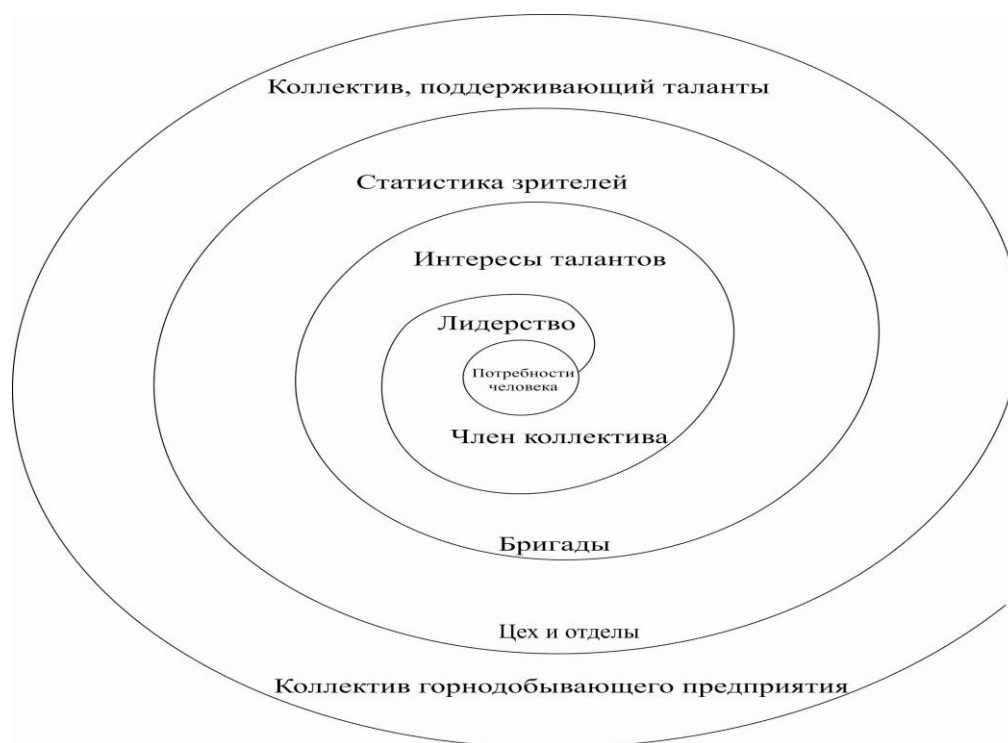 Коллектив, поддерживающий таланты
Статистика зрителей
Интересы талантов
Лидерство
Потребности
человека
Член коллектива
Бригады
Цех и отделы
Коллектив горнодобывающего предприятия